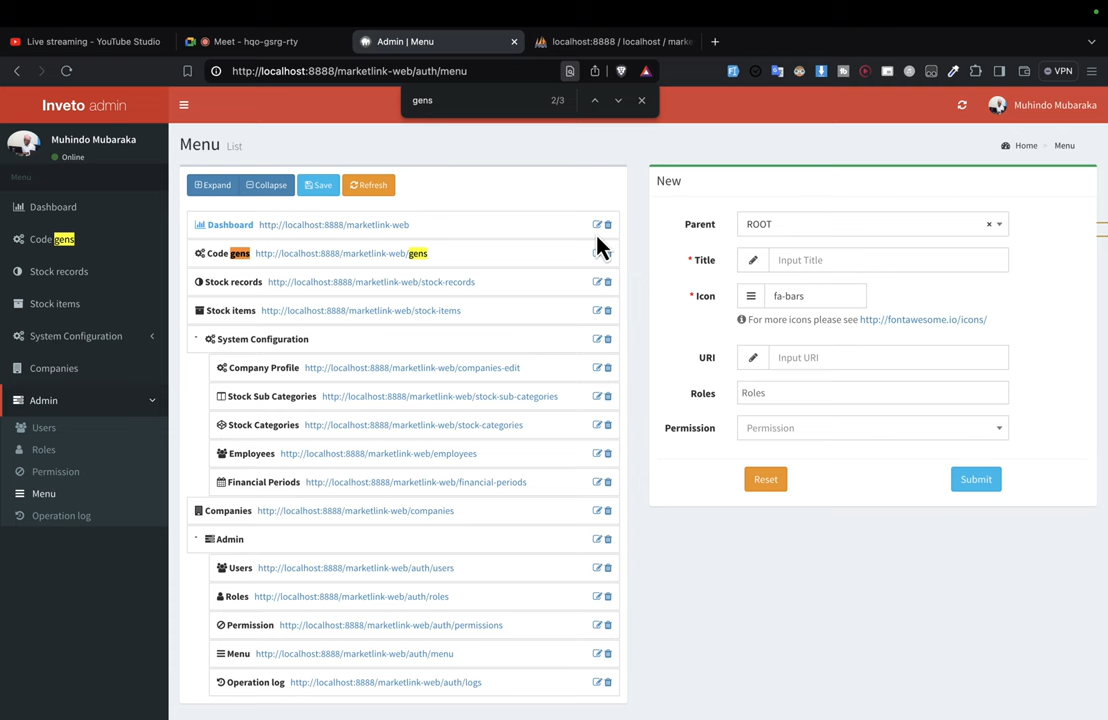 Live streaming - YouTube Studio
Meet - hqo-gsrg-rty
Admin | Menu
localhost:8888 / localhost / marke
http://localhost:8888/marketlink-web/auth/menu
VPN
gens
2/3
Inveto admin
Muhindo Mubaraka
Muhindo Mubaraka
Online
Menu
Dashboard
Code gens
Stock records
Stock items
System Configuration
Companies
Admin
Users
Roles
Permission
Menu
Operation log
Menu List
Home
Menu
Expand
Collapse
Save
Refresh
Dashboard http://localhost:8888/marketlink-web
Code gens http://localhost:8888/marketlink-web/gens
Stock records http://localhost:8888/marketlink-web/stock-records
Stock items http://localhost:8888/marketlink-web/stock-items
System Configuration
Company Profile http://localhost:8888/marketlink-web/companies-edit
Stock Sub Categories http://localhost:8888/marketlink-web/stock-sub-categories
Stock Categories http://localhost:8888/marketlink-web/stock-categories
Employees http://localhost:8888/marketlink-web/employees
Financial Periods http://localhost:8888/marketlink-web/financial-periods
Companies http://localhost:8888/marketlink-web/companies
Admin
Users http://localhost:8888/marketlink-web/auth/users
Roles http://localhost:8888/marketlink-web/auth/roles
Permission http://localhost:8888/marketlink-web/auth/permissions
Menu http://localhost:8888/marketlink-web/auth/menu
Operation log http://localhost:8888/marketlink-web/auth/logs
New
Parent ROOT
* Title Input Title
* Icon fa-bars
For more icons please see http://fontawesome.io/icons/
URI Input URI
Roles Roles
Permission Permission
Reset
Submit